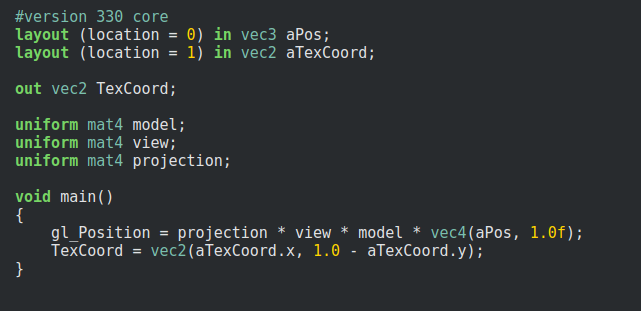 #version 330 core
layout (location = 0) in vec3 aPos;
layout (location = 1) in vec2 aTexCoord;

out vec2 TexCoord;

uniform mat4 model;
uniform mat4 view;
uniform mat4 projection;

void main()
{
    gl_Position = projection * view * model * vec4(aPos, 1.0f);
    TexCoord = vec2(aTexCoord.x, 1.0 - aTexCoord.y);
}